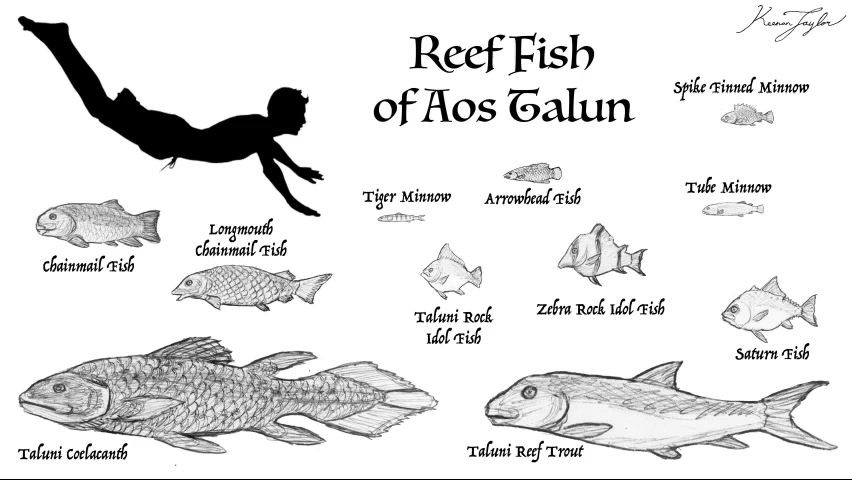 Keenan Taylor
Reef Fish
of Aos Talun
Spike Finned Minnow
Tiger Minnow
Arrowhead Fish
Tube Minnow
Chainmail Fish
Longmouth
Chainmail Fish
Taluni Rock
Idol Fish
Zebra Rock Idol Fish
Saturn Fish
Taluni Coelacanth
Taluni Reef Trout